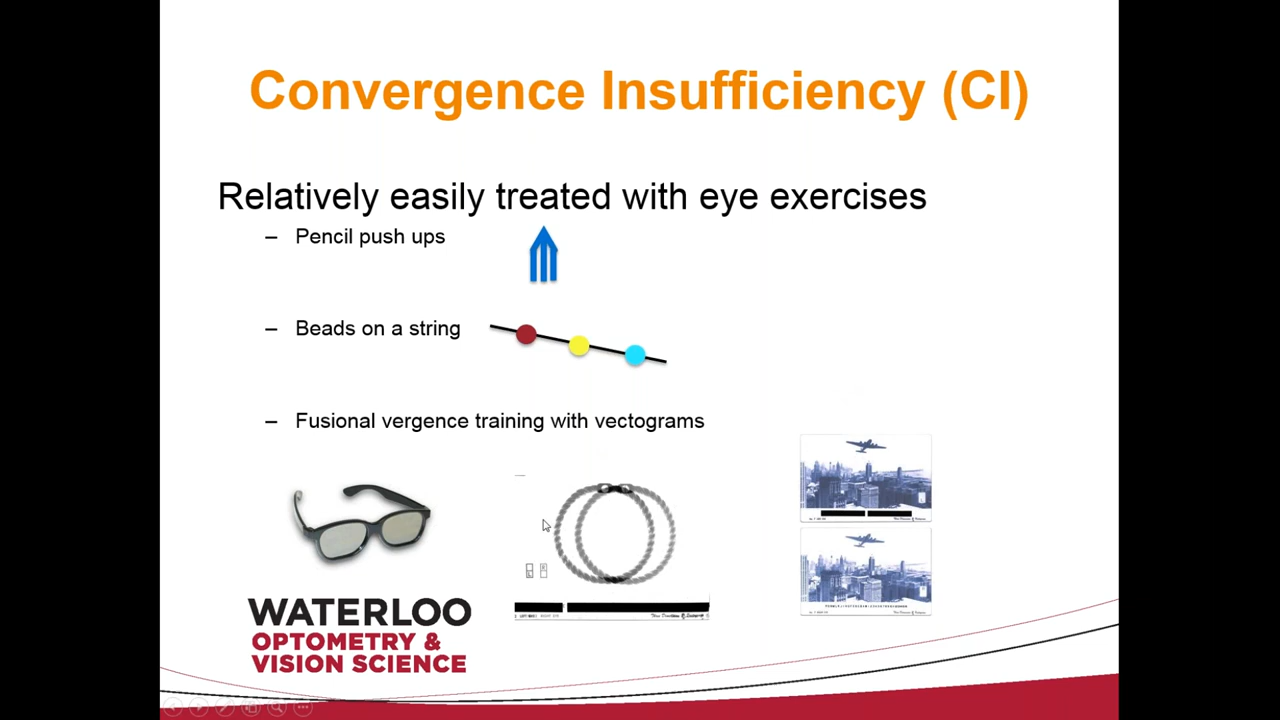 Convergence Insufficiency (CI)
Relatively easily treated with eye exercises
– Pencil push ups
– Beads on a string
– Fusional vergence training with vectograms
WATERLOO
OPTOMETRY &
VISION SCIENCE